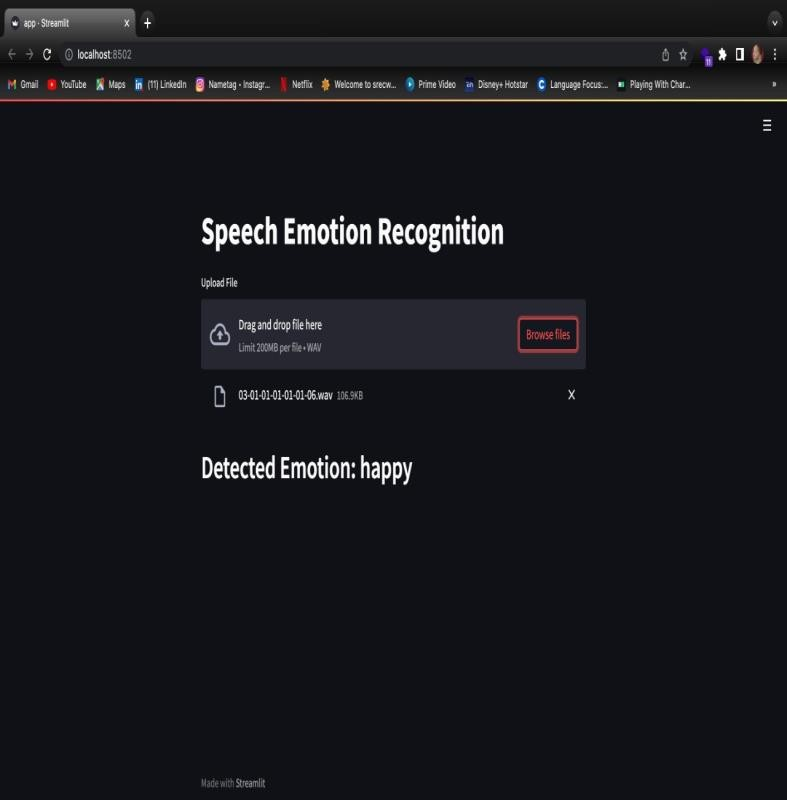 app · Streamlit
localhost:8502
11
Gmail YouTube Maps (11) LinkedIn Nametag • Instagr... Netflix Welcome to srecw... Prime Video Disney+ Hotstar Language Focus:... Playing With Char... »
Speech Emotion Recognition
Upload File
Drag and drop file here
Limit 200MB per file • WAV
Browse files
03-01-01-01-01-01-06.wav 106.9KB
Detected Emotion: happy
Made with Streamlit